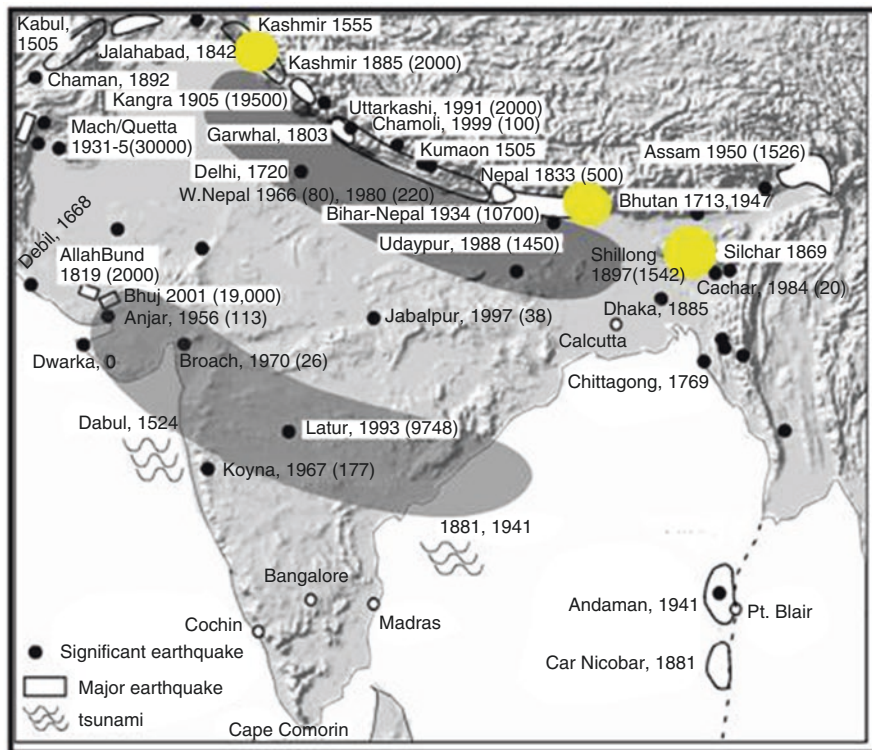 Kabul,
1505
Kashmir 1555
Jalahabad, 1842
Kashmir 1885 (2000)
Chaman, 1892
Kangra 1905 (19500)
Uttarkashi, 1991 (2000)
Chamoli, 1999 (100)
Mach/Quetta
1931-5(30000)
Garwhal, 1803
Kumaon 1505
Assam 1950 (1526)
Delhi, 1720
Nepal 1833 (500)
W.Nepal 1966 (80), 1980 (220)
Bhutan 1713,1947
Bihar-Nepal 1934 (10700)
Debil, 1668
Udaypur, 1988 (1450)
AllahBund
1819 (2000)
Shillong
1897(1542)
Silchar 1869
Bhuj 2001 (19,000)
Cachar, 1984 (20)
Anjar, 1956 (113)
Jabalpur, 1997 (38)
Dhaka, 1885
Calcutta
Dwarka, 0
Broach, 1970 (26)
Chittagong, 1769
Dabul, 1524
Latur, 1993 (9748)
Koyna, 1967 (177)
1881, 1941
Bangalore
Andaman, 1941
Pt. Blair
Cochin
Madras
Significant earthquake
Car Nicobar, 1881
Major earthquake
tsunami
Cape Comorin